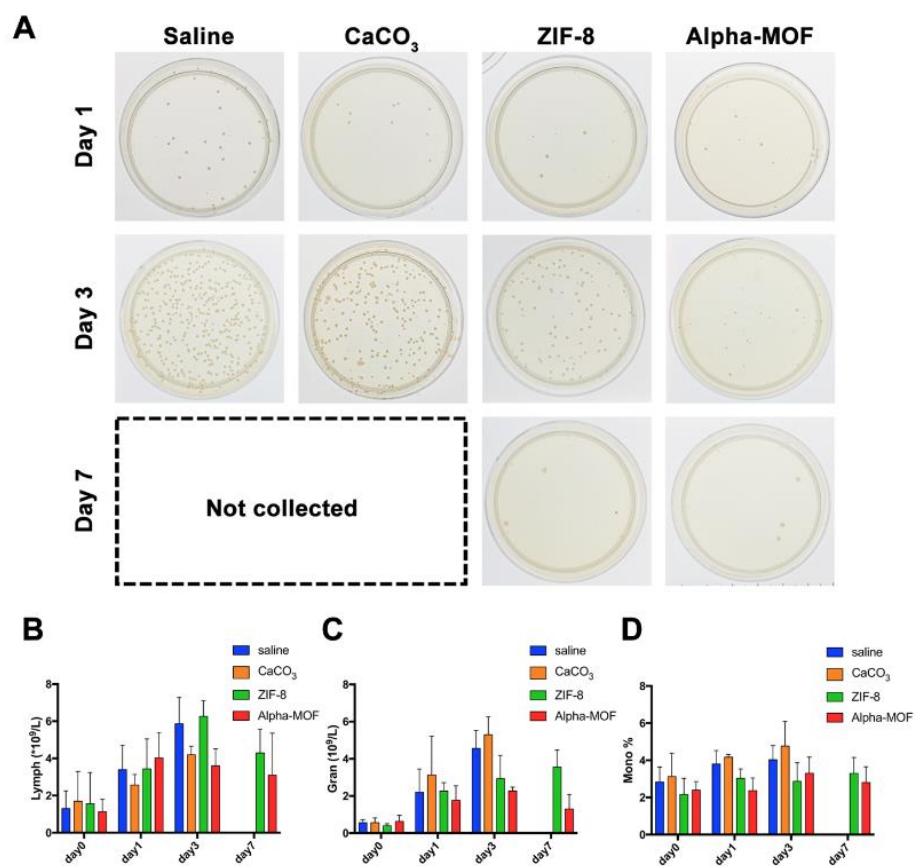 A
Saline CaCO₃ ZIF-8 Alpha-MOF
Day 1
Day 3
Day 7
Not collected
B
saline
CaCO₃
ZIF-8
Alpha-MOF
Lymph (*10⁹/L)
8
6
4
2
0
day0 day1 day3 day7
C
saline
CaCO₃
ZIF-8
Alpha-MOF
Gran (10⁹/L)
8
6
4
2
0
day0 day1 day3 day7
D
saline
CaCO₃
ZIF-8
Alpha-MOF
Mono %
8
6
4
2
0
day0 day1 day3 day7